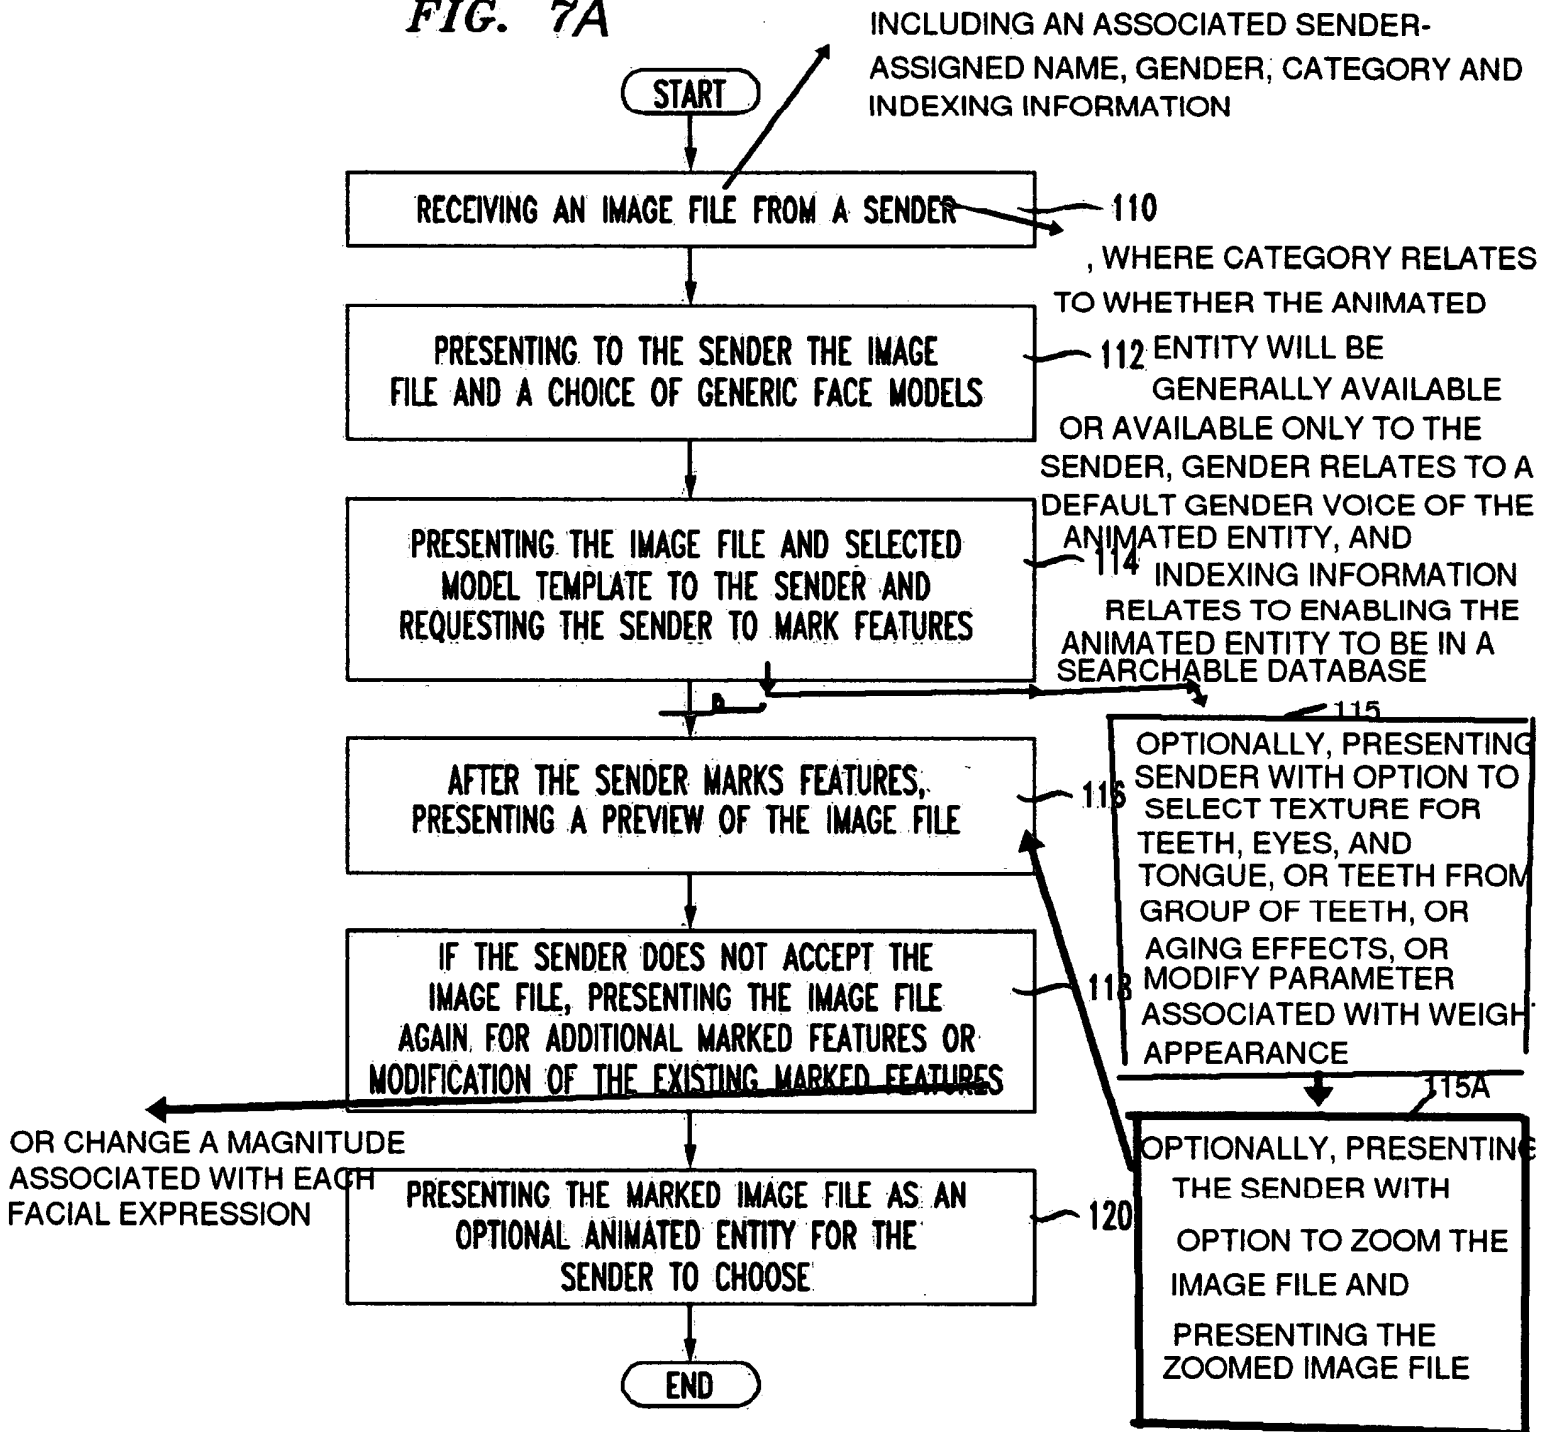 FIG. 7A
INCLUDING AN ASSOCIATED SENDER-
ASSIGNED NAME, GENDER, CATEGORY AND
INDEXING INFORMATION
START
RECEIVING AN IMAGE FILE FROM A SENDER
110
, WHERE CATEGORY RELATES
TO WHETHER THE ANIMATED
ENTITY WILL BE
GENERALLY AVAILABLE
OR AVAILABLE ONLY TO THE
SENDER, GENDER RELATES TO A
DEFAULT GENDER VOICE OF THE
ANIMATED ENTITY, AND
INDEXING INFORMATION
RELATES TO ENABLING THE
ANIMATED ENTITY TO BE IN A
SEARCHABLE DATABASE
PRESENTING TO THE SENDER THE IMAGE
FILE AND A CHOICE OF GENERIC FACE MODELS
112
PRESENTING THE IMAGE FILE AND SELECTED
MODEL TEMPLATE TO THE SENDER AND
REQUESTING THE SENDER TO MARK FEATURES
114
115
OPTIONALLY, PRESENTING
SENDER WITH OPTION TO
SELECT TEXTURE FOR
TEETH, EYES, AND
TONGUE, OR TEETH FROM
GROUP OF TEETH, OR
AGING EFFECTS, OR
MODIFY PARAMETER
ASSOCIATED WITH WEIGH
APPEARANCE
AFTER THE SENDER MARKS FEATURES,
PRESENTING A PREVIEW OF THE IMAGE FILE
116
IF THE SENDER DOES NOT ACCEPT THE
IMAGE FILE, PRESENTING THE IMAGE FILE
AGAIN FOR ADDITIONAL MARKED FEATURES OR
MODIFICATION OF THE EXISTING MARKED FEATURES
118
115A
OPTIONALLY, PRESENTING
THE SENDER WITH
OPTION TO ZOOM THE
IMAGE FILE AND
PRESENTING THE
ZOOMED IMAGE FILE
OR CHANGE A MAGNITUDE
ASSOCIATED WITH EACH
FACIAL EXPRESSION
PRESENTING THE MARKED IMAGE FILE AS AN
OPTIONAL ANIMATED ENTITY FOR THE
SENDER TO CHOOSE
120
END